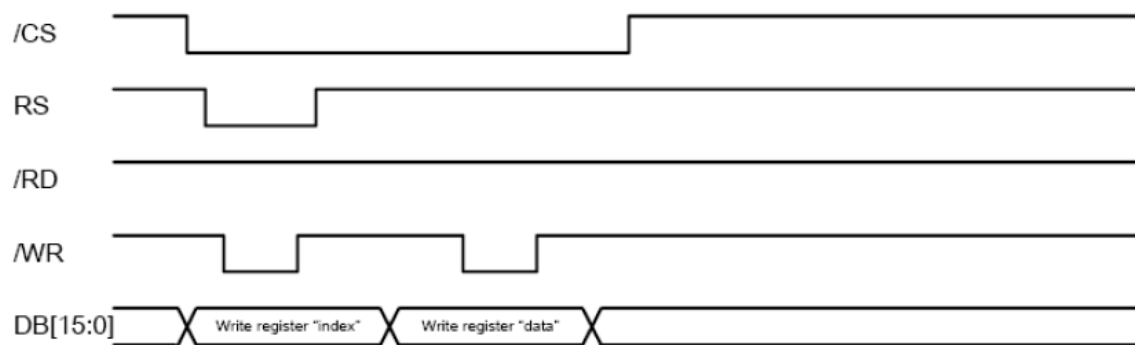 /CS
RS
/RD
/WR
DB[15:0]
Write register "index"
Write register "data"